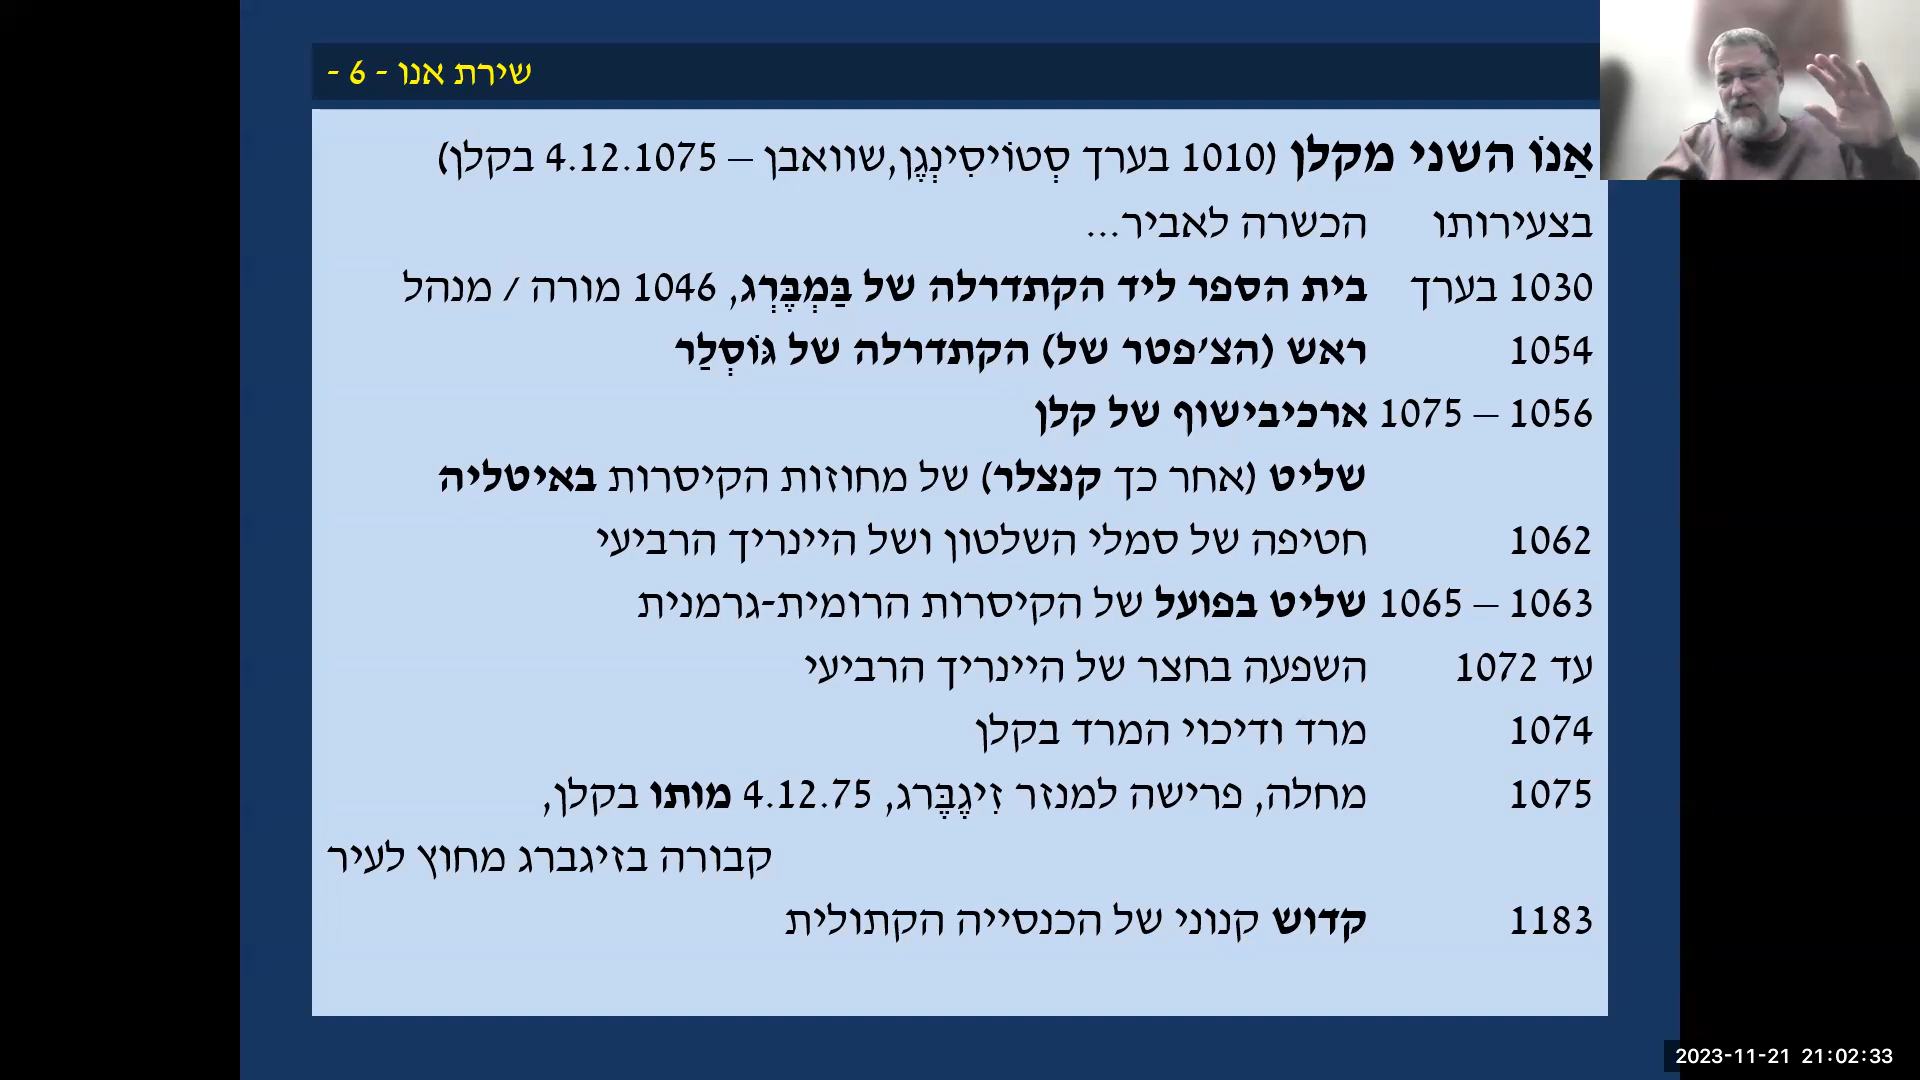 שירת אנו - 6 -
אַנוֹ השני מקלן (1010 בערך סְטוֹיסִינְגֶן,שוואבן – 4.12.1075 בקלן)
בצעירותו הכשרה לאביר...
1030 בערך בית הספר ליד הקתדרלה של בַּמְבֶּרְג, 1046 מורה / מנהל
1054 ראש (הצ'פטר של) הקתדרלה של גּוֹסְלַר
1056 – 1075 ארכיבישוף של קלן
שליט (אחר כך קנצלר) של מחוזות הקיסרות באיטליה
1062 חטיפה של סמלי השלטון ושל היינריך הרביעי
1063 – 1065 שליט בפועל של הקיסרות הרומית-גרמנית
עד 1072 השפעה בחצר של היינריך הרביעי
1074 מרד ודיכוי המרד בקלן
1075 מחלה, פרישה למנזר זִיגֶבֶּרג, 4.12.75 מותו בקלן,
קבורה בזיגברג מחוץ לעיר
1183 קדוש קנוני של הכנסייה הקתולית
2023-11-21 21:02:33